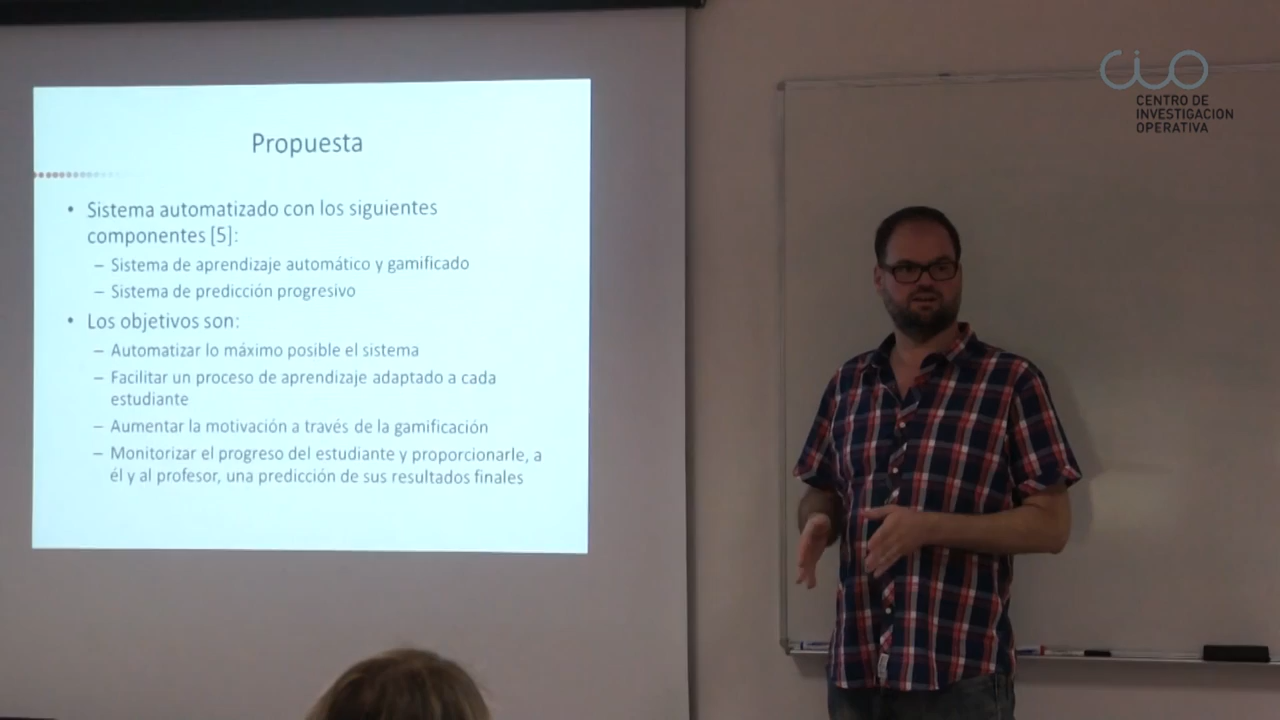 Propuesta
• Sistema automatizado con los siguientes
componentes [5]:
– Sistema de aprendizaje automático y gamificado
– Sistema de predicción progresivo
• Los objetivos son:
– Automatizar lo máximo posible el sistema
– Facilitar un proceso de aprendizaje adaptado a cada
estudiante
– Aumentar la motivación a través de la gamificación
– Monitorizar el progreso del estudiante y proporcionarle, a
él y al profesor, una predicción de sus resultados finales
cio
CENTRO DE
INVESTIGACION
OPERATIVA